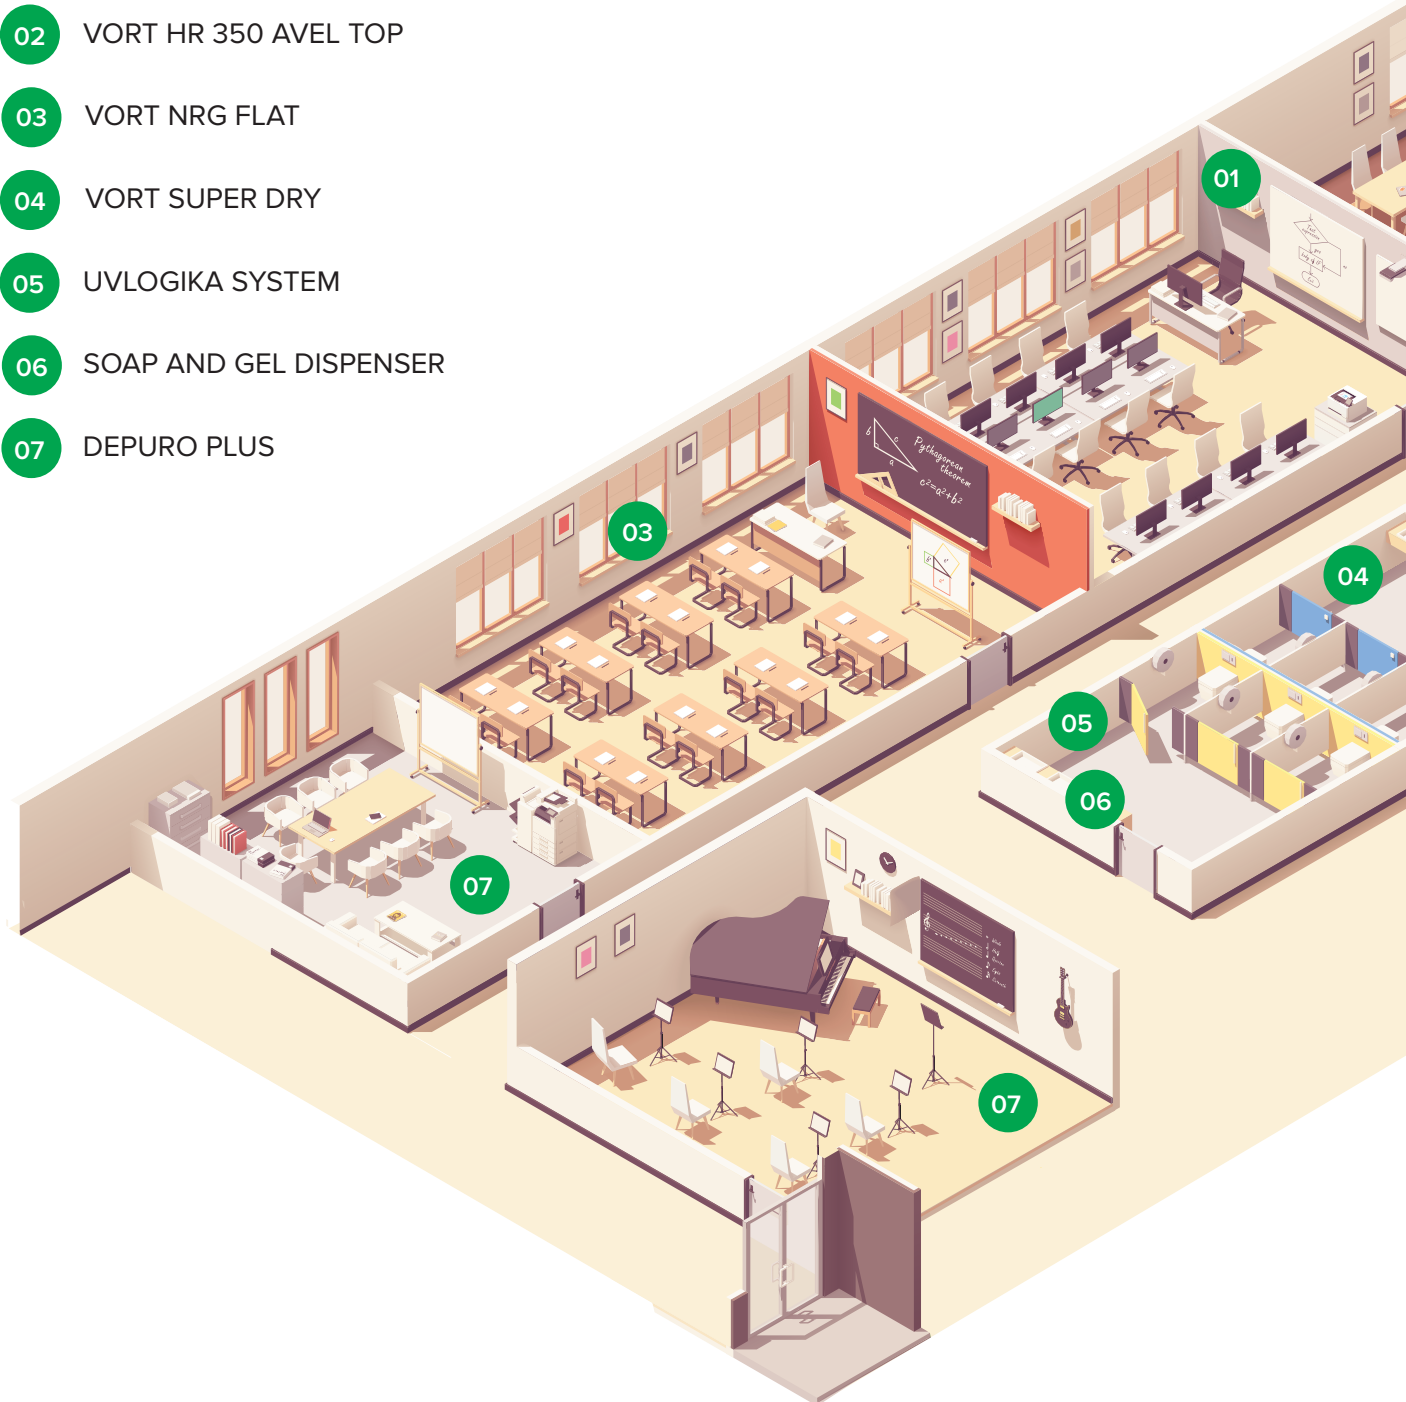 02 VORT HR 350 AVEL TOP
03 VORT NRG FLAT
04 VORT SUPER DRY
05 UVLOGIKA SYSTEM
06 SOAP AND GEL DISPENSER
07 DEPURO PLUS
01
Pythagorean
theorem
c²=a²+b²
b
c
a
03
04
05
06
07
07